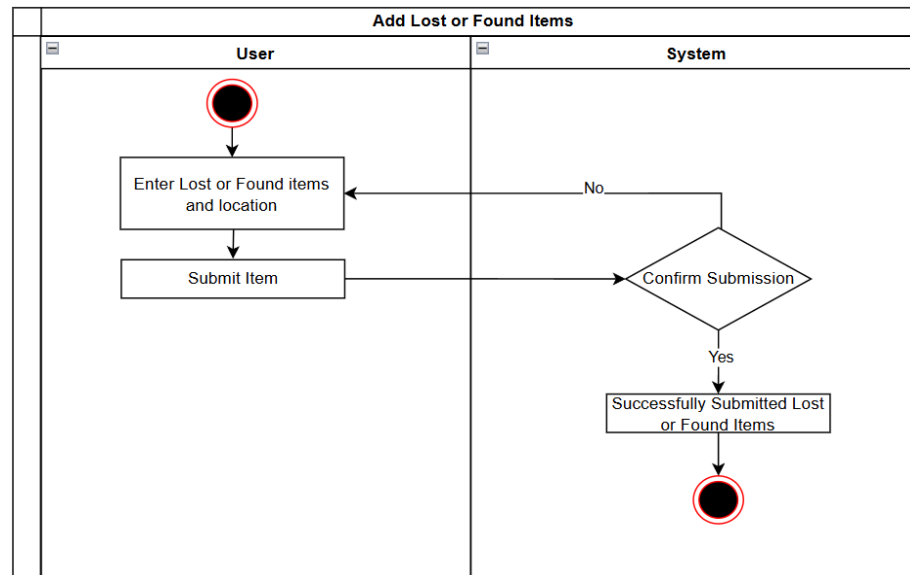 Add Lost or Found Items
User
System
Enter Lost or Found items
and location
No
Submit Item
Confirm Submission
Yes
Successfully Submitted Lost
or Found Items